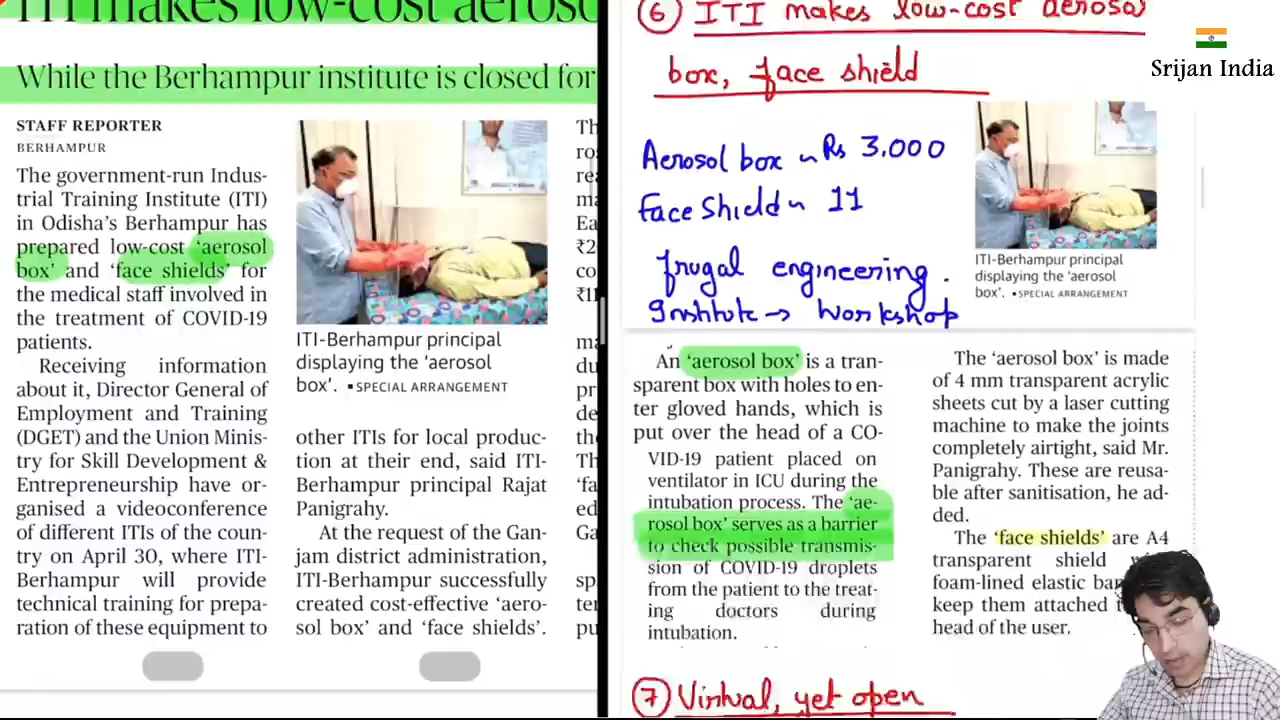 ITI makes low-cost aeroso
While the Berhampur institute is closed for
STAFF REPORTER
BERHAMPUR
The government-run Indus-
trial Training Institute (ITI)
in Odisha's Berhampur has
prepared low-cost 'aerosol
box' and 'face shields' for
the medical staff involved in
the treatment of COVID-19
patients.
Receiving information
about it, Director General of
Employment and Training
(DGET) and the Union Minis-
try for Skill Development &
Entrepreneurship have or-
ganised a videoconference
of different ITIs of the coun-
try on April 30, where ITI-
Berhampur will provide
technical training for prepa-
ration of these equipment to
ITI-Berhampur principal
displaying the 'aerosol
box'. ▪SPECIAL ARRANGEMENT
other ITIs for local produc-
tion at their end, said ITI-
Berhampur principal Rajat
Panigrahy.
At the request of the Gan-
jam district administration,
ITI-Berhampur successfully
created cost-effective 'aero-
sol box' and 'face shields'.
6 ITI makes low-cost aerosol
box, face shield
Aerosol box ~ Rs 3,000
Face Shield ~ 11
frugal engineering.
Institute → Workshop
ITI-Berhampur principal
displaying the 'aerosol
box'. ▪SPECIAL ARRANGEMENT
An 'aerosol box' is a tran-
sparent box with holes to en-
ter gloved hands, which is
put over the head of a CO-
VID-19 patient placed on
ventilator in ICU during the
intubation process. The 'ae-
rosol box' serves as a barrier
to check possible transmis-
sion of COVID-19 droplets
from the patient to the treat-
ing doctors during
intubation.
The 'aerosol box' is made
of 4 mm transparent acrylic
sheets cut by a laser cutting
machine to make the joints
completely airtight, said Mr.
Panigrahy. These are reusa-
ble after sanitisation, he ad-
ded.
The 'face shields' are A4
transparent shield
foam-lined elastic
keep them attached
head of the user.
7 Virtual, yet open
Srijan India